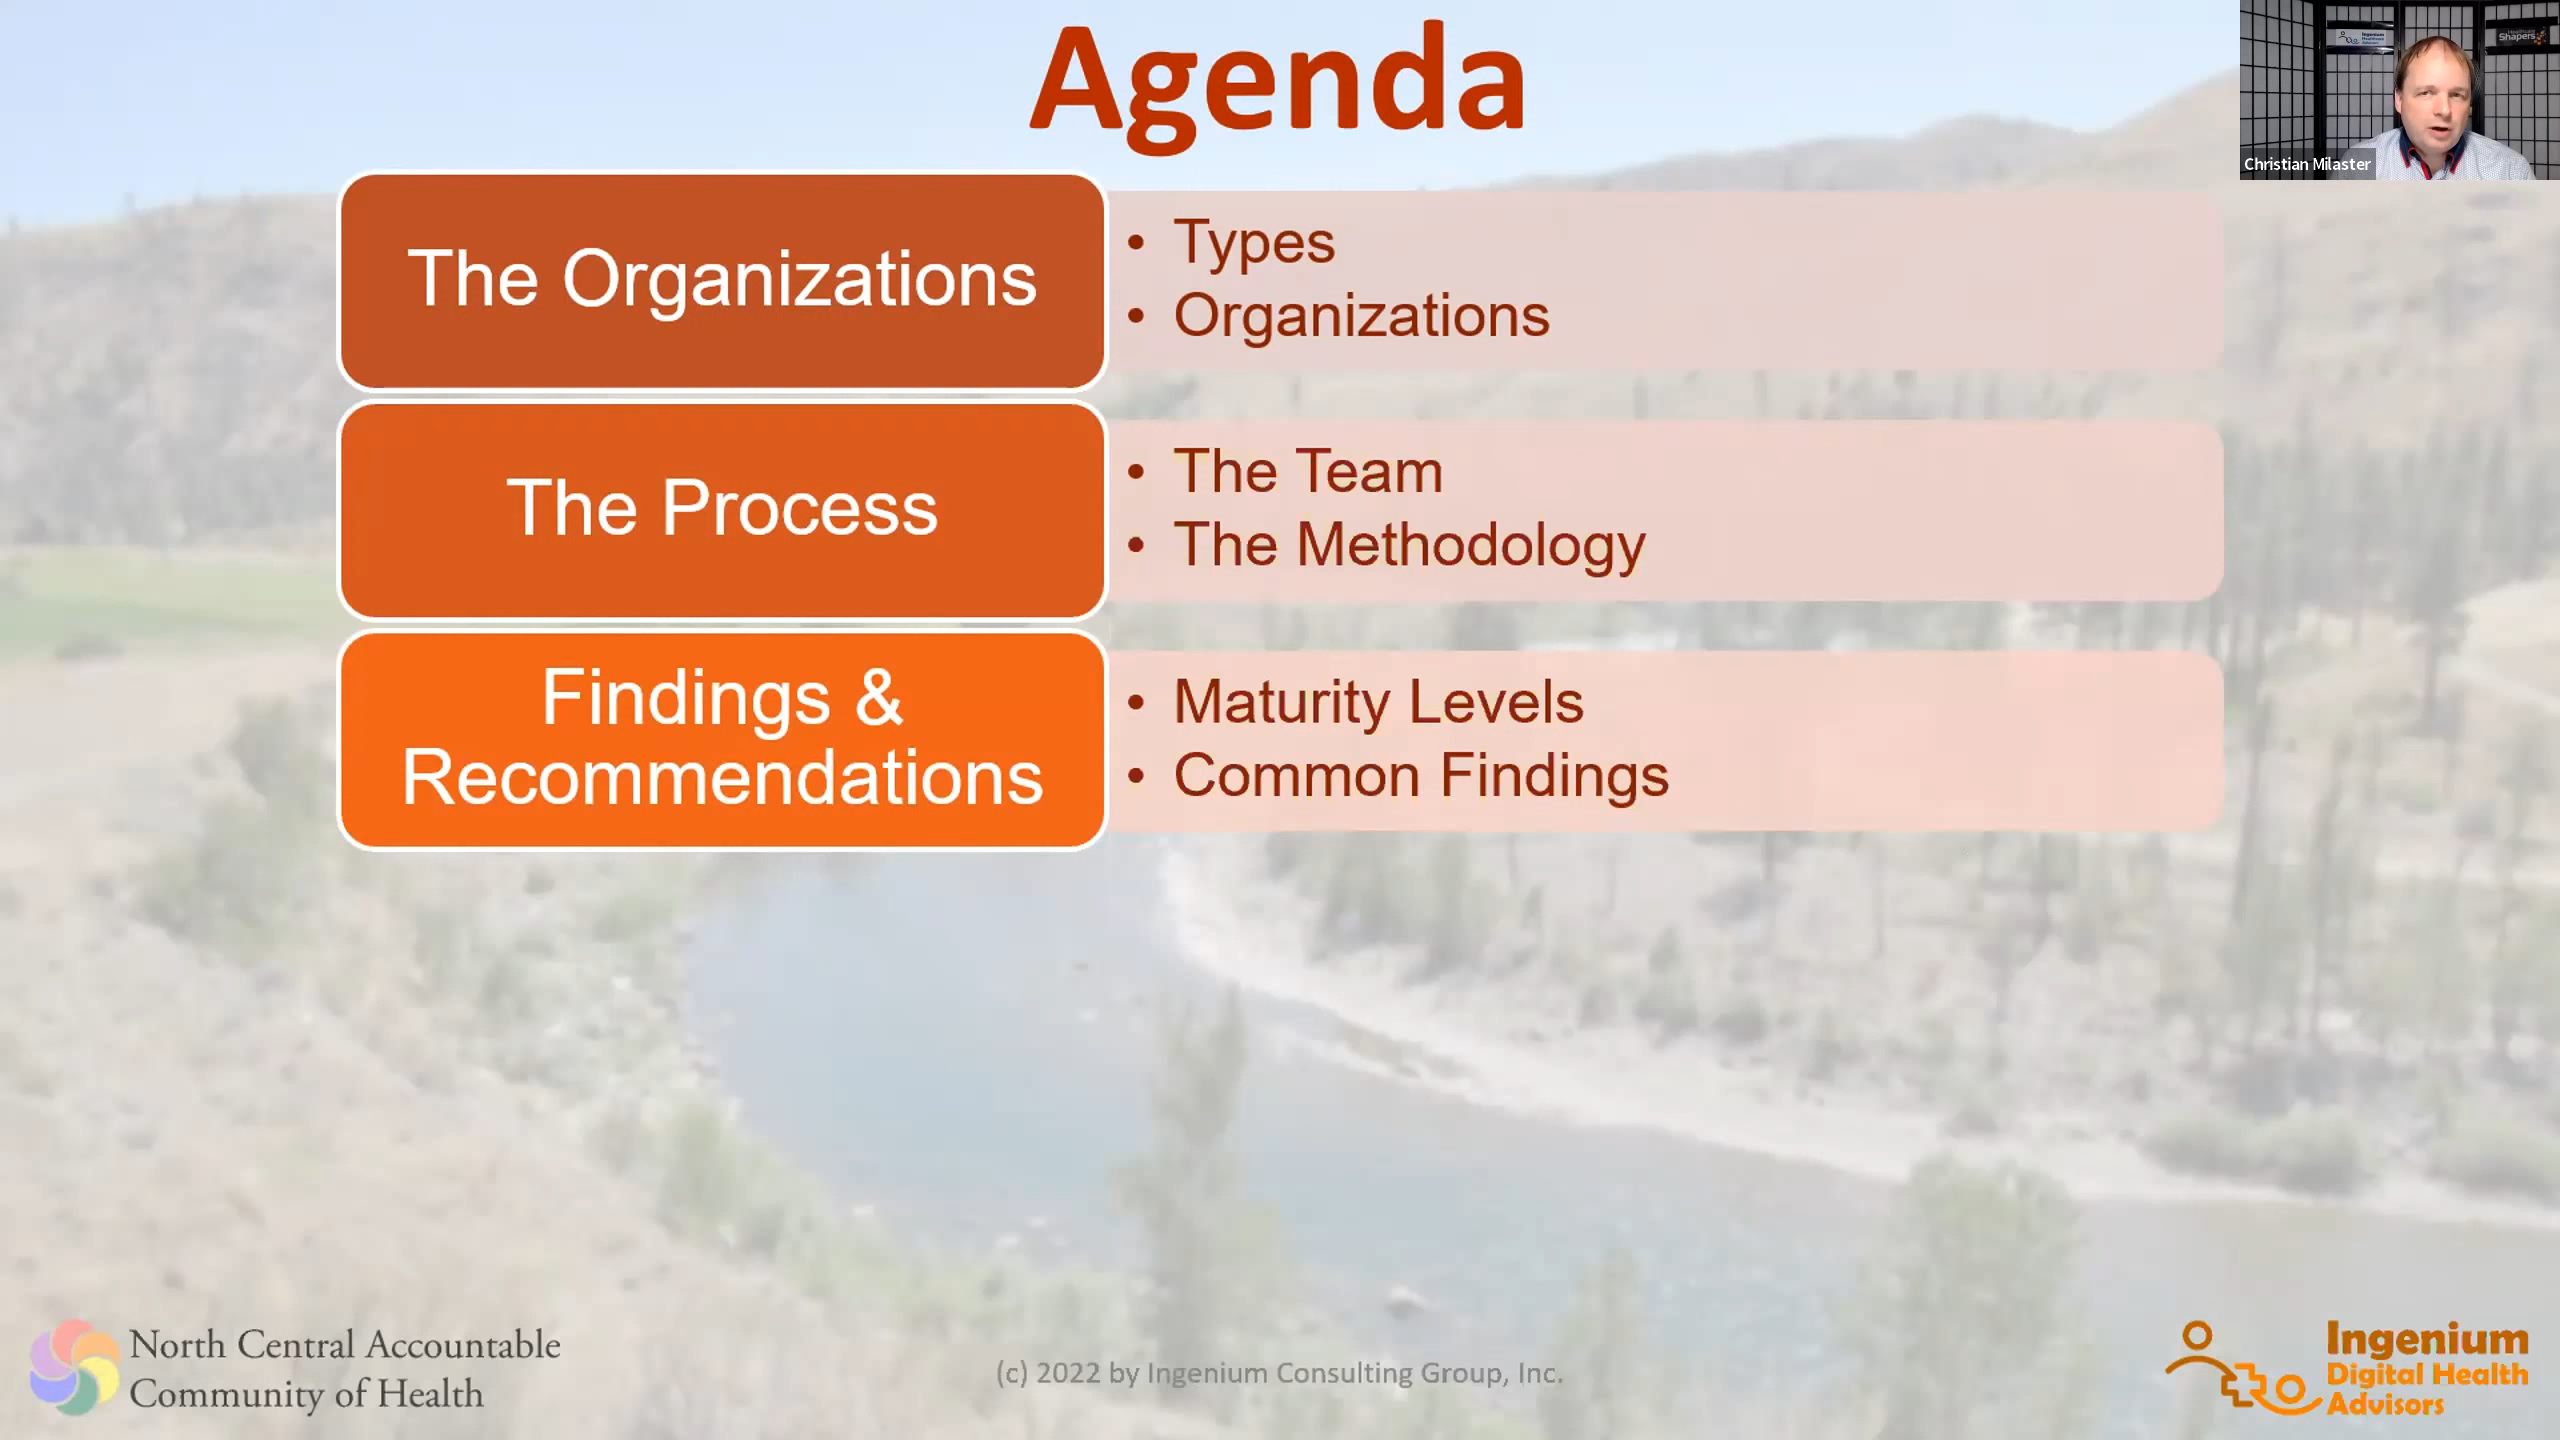 Agenda
Christian Milaster
The Organizations
• Types
• Organizations
The Process
• The Team
• The Methodology
Findings &
Recommendations
• Maturity Levels
• Common Findings
North Central Accountable
Community of Health
(c) 2022 by Ingenium Consulting Group, Inc.
Ingenium
Digital Health
Advisors
Shapers